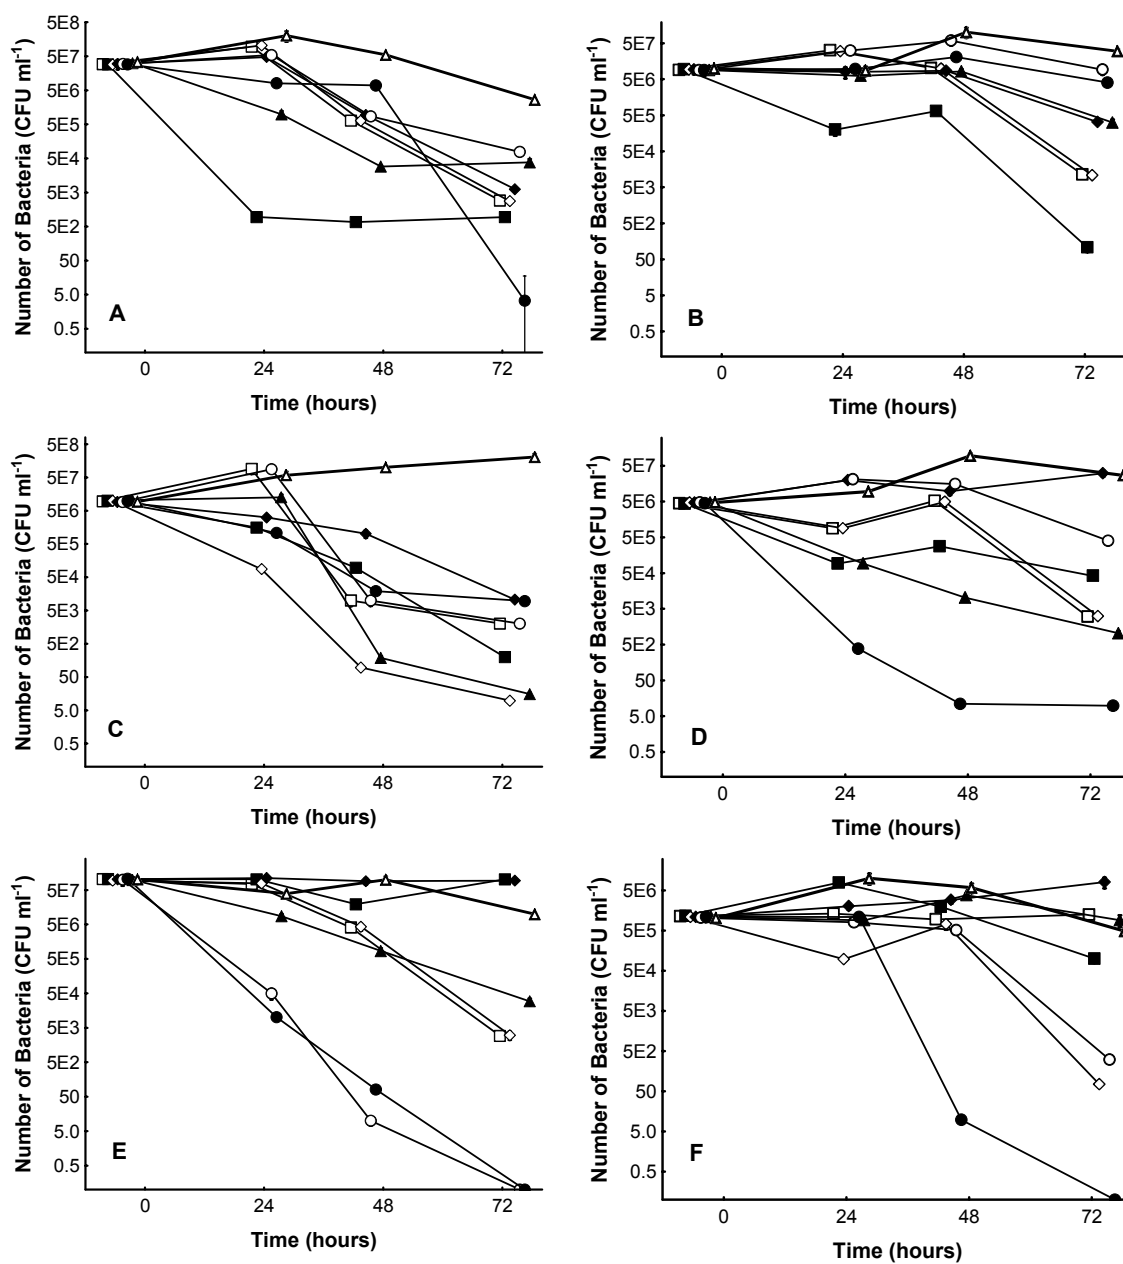 5E8
5E7
5E6
5E5
5E4
5E3
5E2
50
5.0
0.5
Number of Bacteria (CFU ml-1)
A
0 24 48 72
Time (hours)
5E7
5E6
5E5
5E4
5E3
5E2
50
5
0.5
Number of Bacteria (CFU ml-1)
B
0 24 48 72
Time (hours)
5E8
5E7
5E6
5E5
5E4
5E3
5E2
50
5.0
0.5
Number of Bacteria (CFU ml-1)
C
0 24 48 72
Time (hours)
5E7
5E6
5E5
5E4
5E3
5E2
50
5.0
0.5
Number of Bacteria (CFU ml-1)
D
0 24 48 72
Time (hours)
5E7
5E6
5E5
5E4
5E3
5E2
50
5.0
0.5
Number of Bacteria (CFU ml-1)
E
0 24 48 72
Time (hours)
5E6
5E5
5E4
5E3
5E2
50
5.0
0.5
Number of Bacteria (CFU ml-1)
F
0 24 48 72
Time (hours)